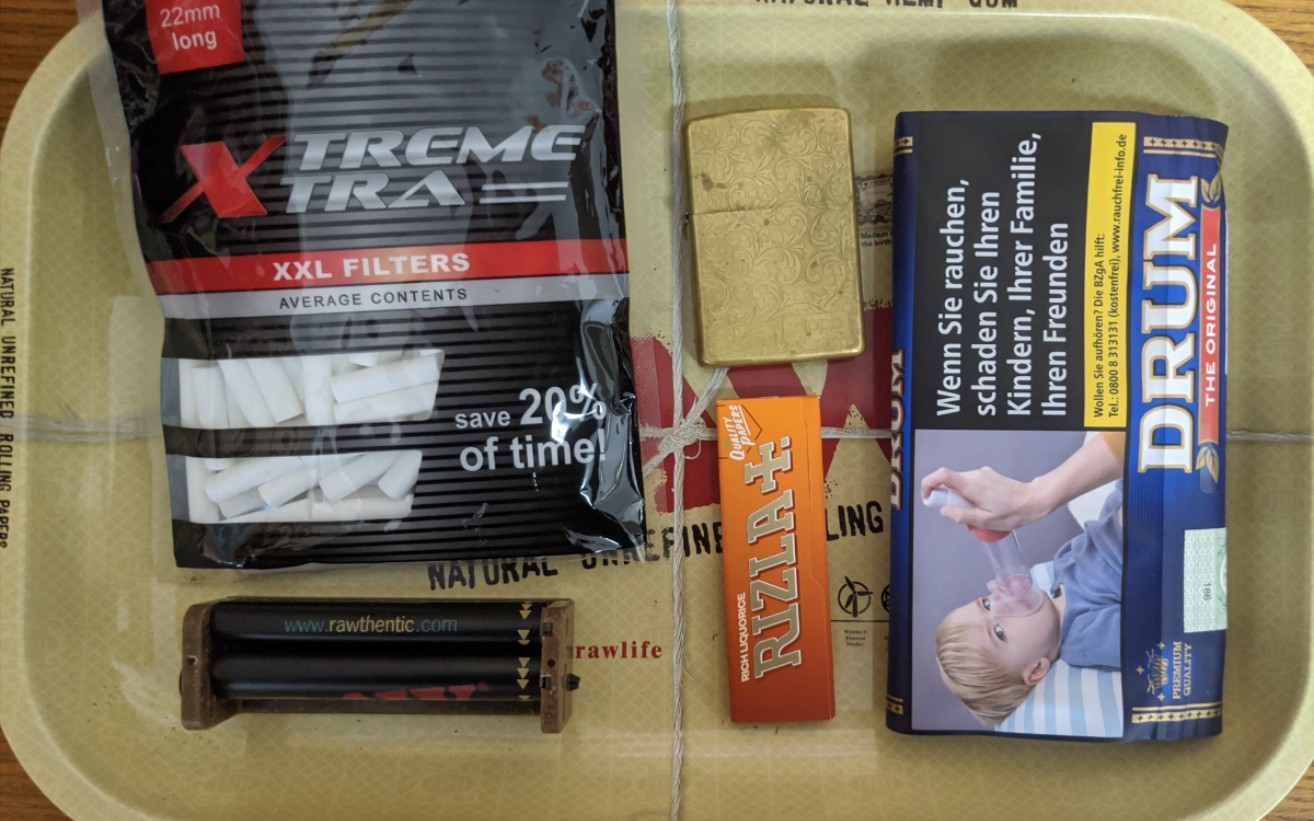 22mm
long
XTREME
XTRA
XXL FILTERS
AVERAGE CONTENTS
save 20%
of time!
www.rawthentic.com
rawlife
NATURAL UNREFINED ROLLING PAPERS
NATURAL HEMP GUM
NATURAL UNREFINED
LING
QUALITY
PAPERS
RIZLA+.
RICH LIQUORICE
DRUM
Wenn Sie rauchen,
schaden Sie Ihren
Kindern, Ihrer Familie,
Ihren Freunden
Wollen Sie aufhören? Die BZgA hilft:
Tel.: 0800 8 313131 (kostenfrei), www.rauchfrei-info.de
DRUM
THE ORIGINAL
166
PREMIUM
QUALITY